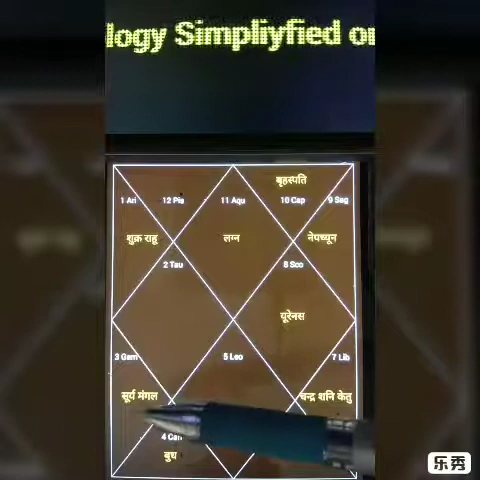 logy Simpliyfied o
बृहस्पति
1 Ari
12 Pis
11 Aqu
10 Cap
9 Sag
शुक्र राहू
लग्न
नेपच्यून
2 Tau
8 Sco
यूरेनस
3 Gem
5 Leo
7 Lib
सूर्य मंगल
चन्द्र शनि केतु
4 Can
बुध
乐秀